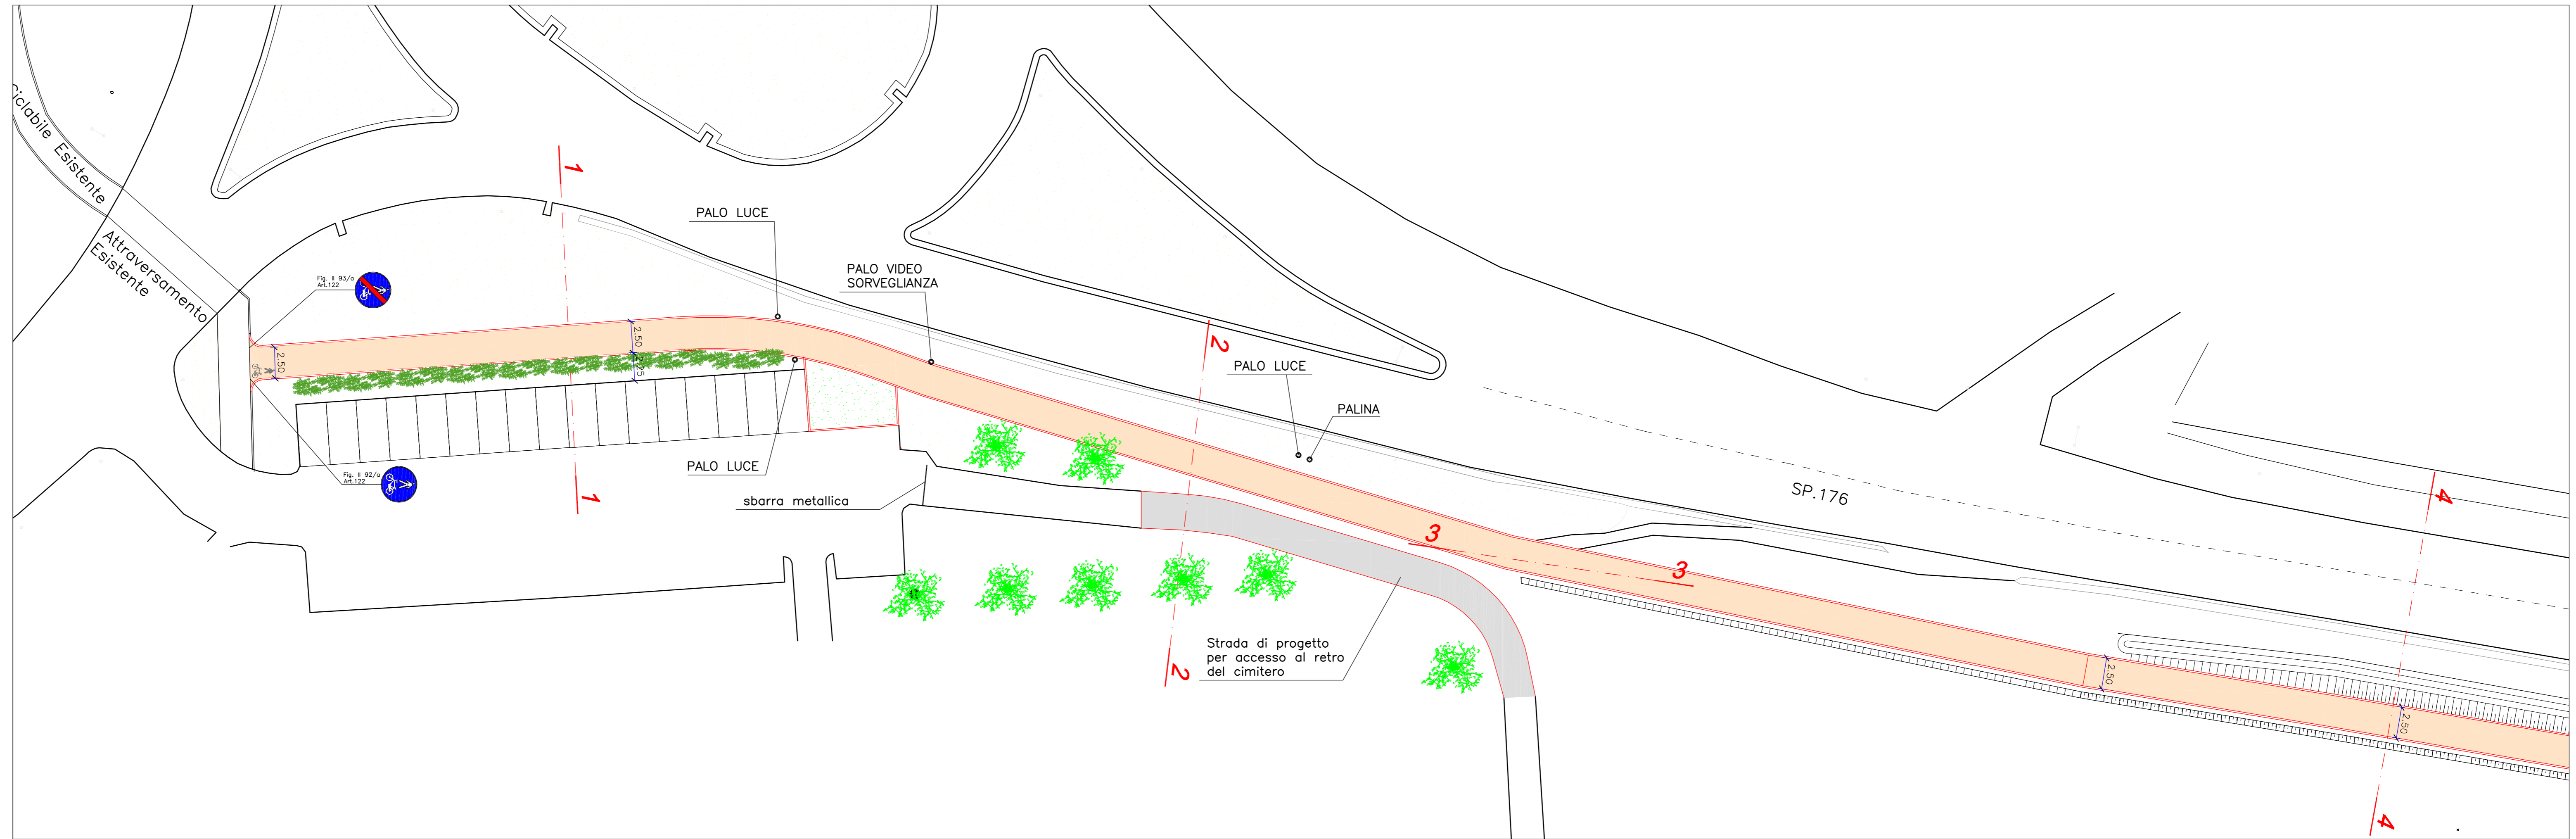 Ciclabile Esistente
Attraversamento
Esistente
Fig. II 93/a
Art.122
2.50
Fig. II 92/a
Art.122
1
1
2.50
PALO LUCE
PALO VIDEO
SORVEGLIANZA
PALO LUCE
sbarra metallica
2
2
PALO LUCE
PALINA
Strada di progetto
per accesso al retro
del cimitero
3
3
SP.176
2.50
2.50
4
4